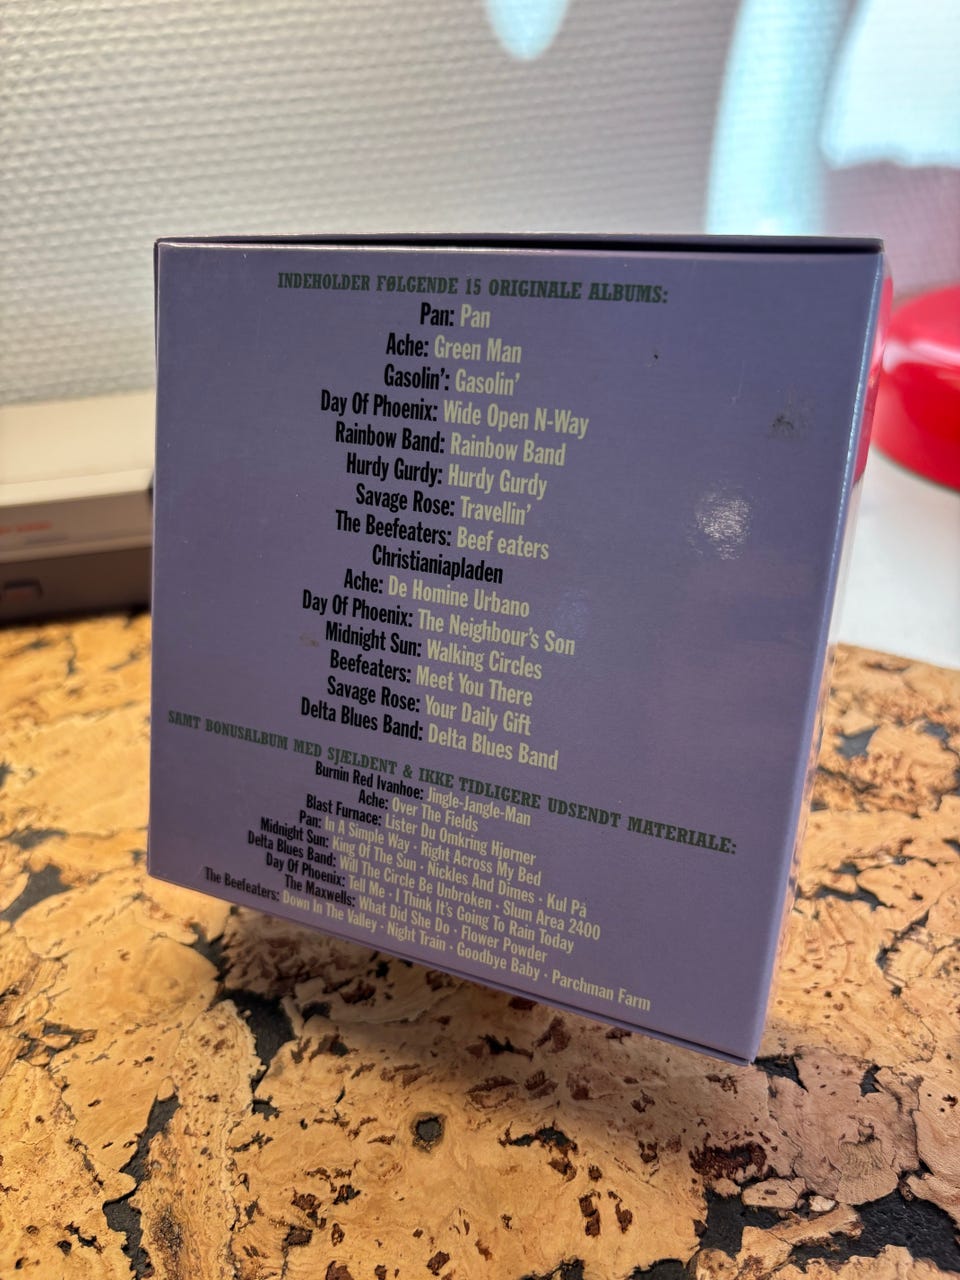 INDEHOLDER FØLGENDE 15 ORIGINALE ALBUMS:
Pan: Pan
Ache: Green Man
Gasolin': Gasolin'
Day Of Phoenix: Wide Open N-Way
Rainbow Band: Rainbow Band
Hurdy Gurdy: Hurdy Gurdy
Savage Rose: Travellin'
The Beefeaters: Beef eaters
Christianiapladen
Ache: De Homine Urbano
Day Of Phoenix: The Neighbour's Son
Midnight Sun: Walking Circles
Beefeaters: Meet You There
Savage Rose: Your Daily Gift
Delta Blues Band: Delta Blues Band
SAMT BONUSALBUM MED SJÆLDENT & IKKE TIDLIGERE UDSENDT MATERIALE:
Burnin Red Ivanhoe: Jingle-Jangle-Man
Ache: Over The Fields
Blast Furnace: Lister Du Omkring Hjørner
Pan: In A Simple Way · Right Across My Bed
Midnight Sun: King Of The Sun · Nickles And Dimes · Kul På
Delta Blues Band: Will The Circle Be Unbroken · Slum Area 2400
Day Of Phoenix: Tell Me · I Think It's Going To Rain Today
The Maxwells: What Did She Do · Flower Powder
The Beefeaters: Down In The Valley · Night Train · Goodbye Baby · Parchman Farm